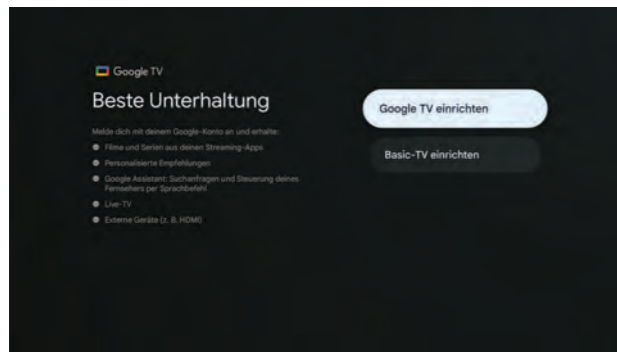 Google TV
Beste Unterhaltung
Melde dich mit deinem Google-Konto an und erhalte:
Filme und Serien aus deinen Streaming-Apps
Personalisierte Empfehlungen
Google Assistant: Suchanfragen und Steuerung deines
Fernsehers per Sprachbefehl
Live-TV
Externe Geräte (z. B. HDMI)
Google TV einrichten
Basic-TV einrichten